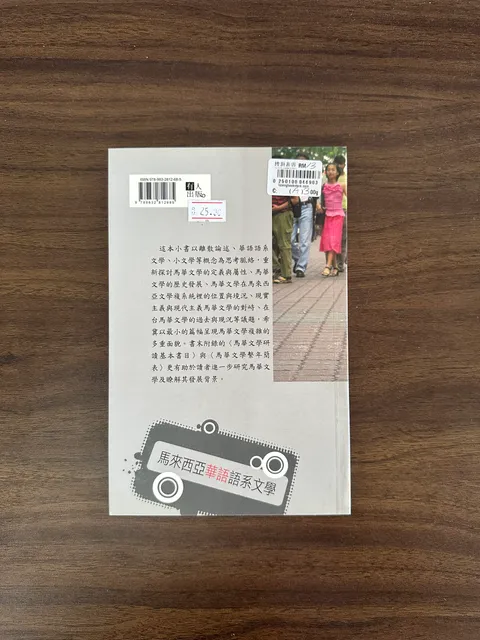 有人
出版
25.00
這本小書以離散論述、華語語系
文學、小文學等概念為思考脈絡，重
新探討馬華文學的定義與屬性、馬華
文學的歷史發展、馬華文學在馬來西
亞文學複系統裡的位置與境況、現實
主義與現代主義馬華文學的對峙、在
台馬華文學的過去與現況等議題，希
冀以最小的篇幅呈現馬華文學複雜的
多重面貌。書末附錄的〈馬華文學研
讀基本書目〉與〈馬華文學繫年簡
表〉更有助於讀者進一步研究馬華文
學及瞭解其發展背景。
馬來西亞華語語系文學